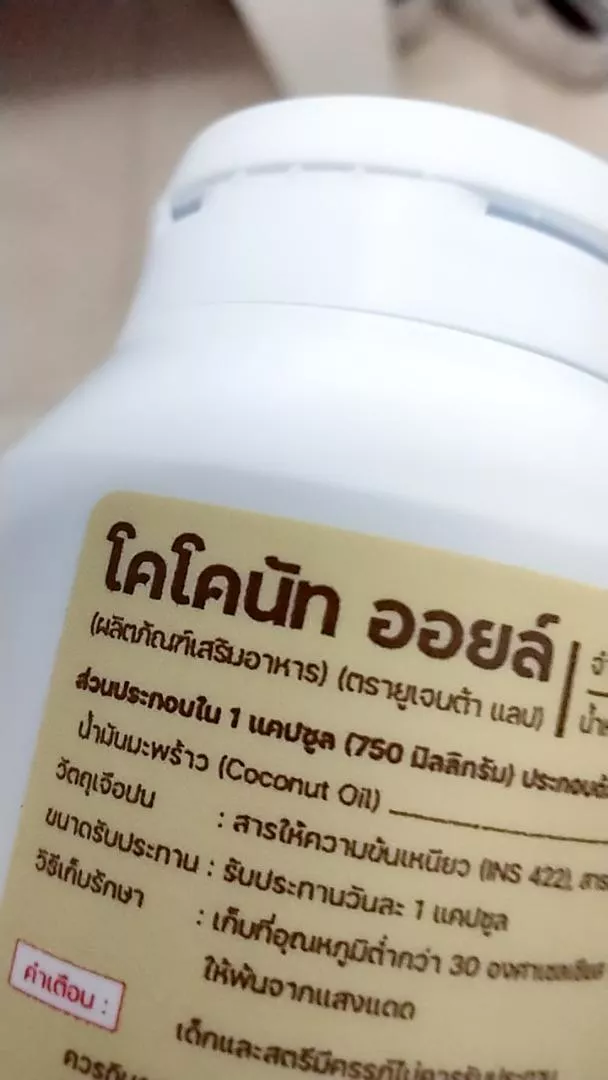 โคโคนัท ออยล์
(ผลิตภัณฑ์เสริมอาหาร) (ตรายูเจนต้า แลป)
ส่วนประกอบใน 1 แคปซูล (750 มิลลิกรัม) ประกอบด้วย
น้ำมันมะพร้าว (Coconut Oil)
วัตถุเจือปน : สารให้ความข้นเหนียว (INS 422),
ขนาดรับประทาน : รับประทานวันละ 1 แคปซูล
วิธีเก็บรักษา : เก็บที่อุณหภูมิต่ำกว่า 30 องศาเซลเซียส
ให้พ้นจากแสงแดด
คำเตือน :
เด็กและสตรีมีครรภ์ไม่ควรรับประทาน